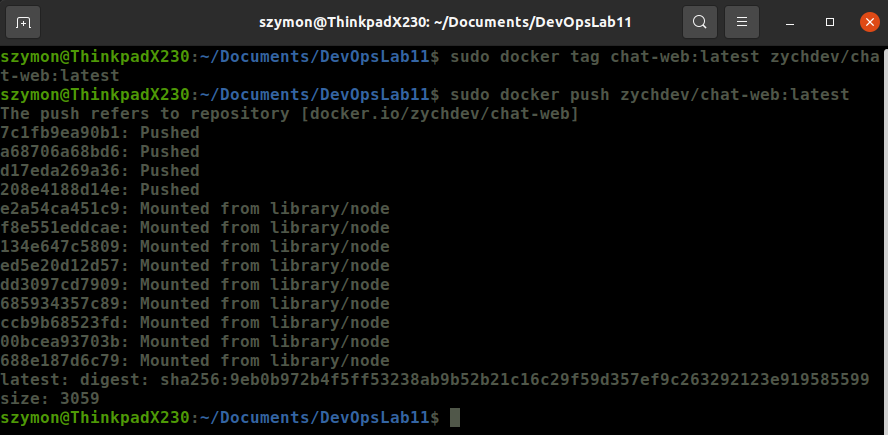 szymon@ThinkpadX230: ~/Documents/DevOpsLab11
szymon@ThinkpadX230:~/Documents/DevOpsLab11$ sudo docker tag chat-web:latest zychdev/cha
t-web:latest
szymon@ThinkpadX230:~/Documents/DevOpsLab11$ sudo docker push zychdev/chat-web:latest
The push refers to repository [docker.io/zychdev/chat-web]
7c1fb9ea90b1: Pushed
a68706a68bd6: Pushed
d17eda269a36: Pushed
208e4188d14e: Pushed
e2a54ca451c9: Mounted from library/node
f8e551eddcae: Mounted from library/node
134e647c5809: Mounted from library/node
ed5e20d12d57: Mounted from library/node
dd3097cd7909: Mounted from library/node
685934357c89: Mounted from library/node
ccb9b68523fd: Mounted from library/node
00bcea93703b: Mounted from library/node
688e187d6c79: Mounted from library/node
latest: digest: sha256:9eb0b972b4f5ff53238ab9b52b21c16c29f59d357ef9c263292123e919585599
size: 3059
szymon@ThinkpadX230:~/Documents/DevOpsLab11$